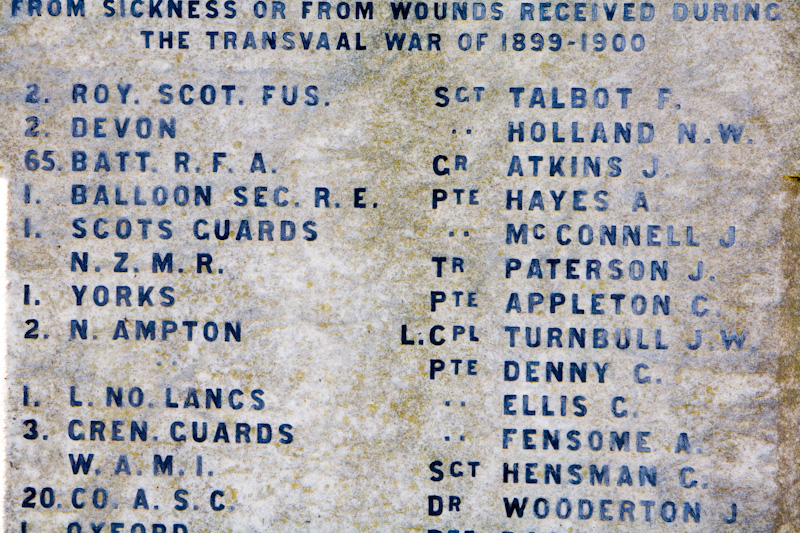 FROM SICKNESS OR FROM WOUNDS RECEIVED DURING
THE TRANSVAAL WAR OF 1899-1900
2. ROY. SCOT. FUS. SGT TALBOT F.
2. DEVON " HOLLAND N.W.
65. BATT. R. F. A. GR ATKINS J.
1. BALLOON SEC. R. E. PTE HAYES A.
1. SCOTS GUARDS " McCONNELL J
N. Z. M. R. TR PATERSON J.
1. YORKS PTE APPLETON G.
2. N. AMPTON L.CPL TURNBULL J.W.
" PTE DENNY G.
1. L. NO. LANCS " ELLIS G.
3. GREN. GUARDS " FENSOME A.
W. A. M. I. SGT HENSMAN G.
20. CO. A. S. C. DR WOODERTON J
1. OXFORD PTE